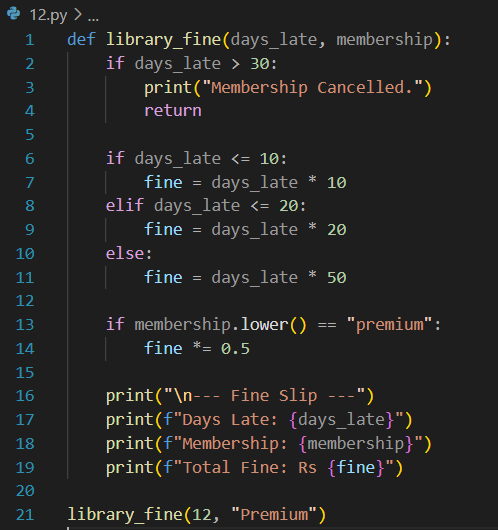 12.py > ...
1 def library_fine(days_late, membership):
2     if days_late > 30:
3         print("Membership Cancelled.")
4         return
5
6     if days_late <= 10:
7         fine = days_late * 10
8     elif days_late <= 20:
9         fine = days_late * 20
10     else:
11         fine = days_late * 50
12
13     if membership.lower() == "premium":
14         fine *= 0.5
15
16     print("\n--- Fine Slip ---")
17     print(f"Days Late: {days_late}")
18     print(f"Membership: {membership}")
19     print(f"Total Fine: Rs {fine}")
20
21 library_fine(12, "Premium")